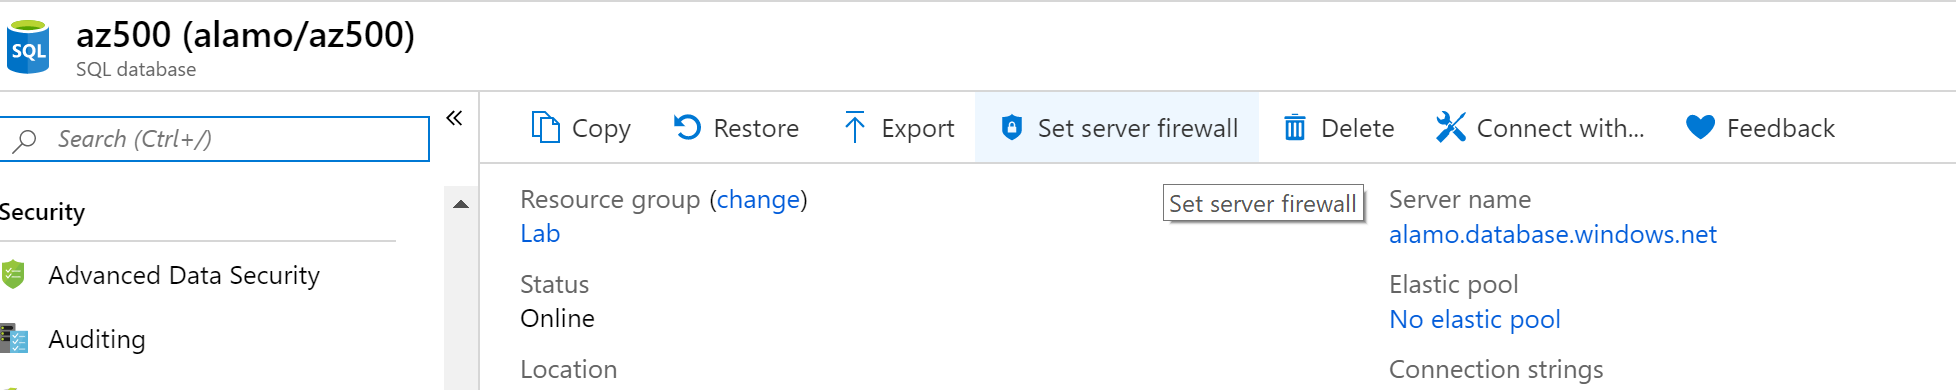 SQL
az500 (alamo/az500)
SQL database
Search (Ctrl+/)
«
Security
Advanced Data Security
Auditing
Copy
Restore
Export
Set server firewall
Delete
Connect with...
Feedback
Resource group (change)
Lab
Status
Online
Location
Set server firewall
Server name
alamo.database.windows.net
Elastic pool
No elastic pool
Connection strings